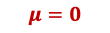 μ = 0